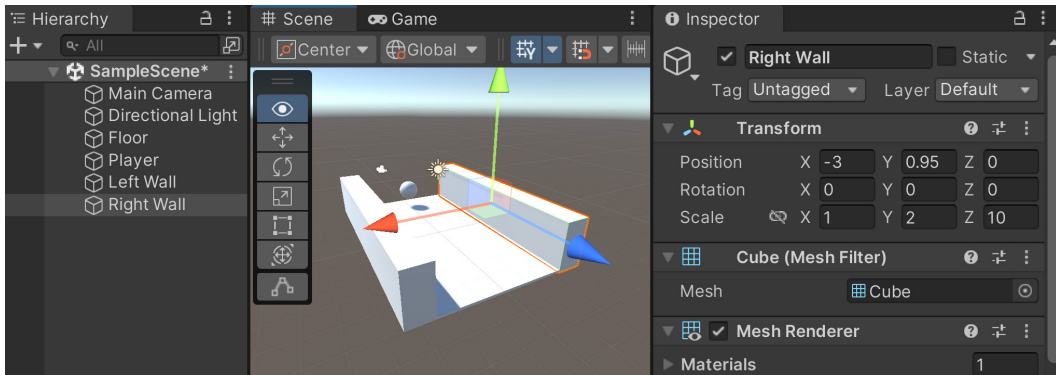 Hierarchy
All
SampleScene*
Main Camera
Directional Light
Floor
Player
Left Wall
Right Wall
Scene Game
Center Global
Inspector
Right Wall Static
Tag Untagged Layer Default
Transform
Position X -3 Y 0.95 Z 0
Rotation X 0 Y 0 Z 0
Scale X 1 Y 2 Z 10
Cube (Mesh Filter)
Mesh Cube
Mesh Renderer
Materials 1